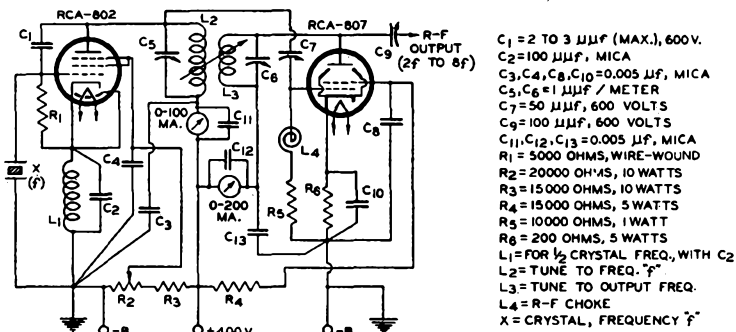 RCA-802
RCA-807
C1
C5
L2
L3
C6
C7
C9
R-F
OUTPUT
(2f TO 8f)
R1
0-100
MA.
C11
C12
0-200
MA.
C13
C8
L4
R5
R6
C10
X
(f)
C4
L1
C2
C3
R2
R3
R4
-B
+400V.
-B
C1=2 TO 3 μμf (MAX.), 600V.
C2=100 μμf, MICA
C3,C4,C8,C10=0.005 μf, MICA
C5,C6=1 μμf / METER
C7=50 μμf, 600 VOLTS
C9=100 μμf, 600 VOLTS
C11,C12,C13=0.005 μf, MICA
R1=5000 OHMS, WIRE-WOUND
R2=20000 OHMS, 10 WATTS
R3=15000 OHMS, 10 WATTS
R4=15000 OHMS, 5 WATTS
R5=10000 OHMS, 1 WATT
R6=200 OHMS, 5 WATTS
L1=FOR 1/2 CRYSTAL FREQ., WITH C2
L2=TUNE TO FREQ. "f"
L3=TUNE TO OUTPUT FREQ.
L4=R-F CHOKE
X=CRYSTAL, FREQUENCY "f"